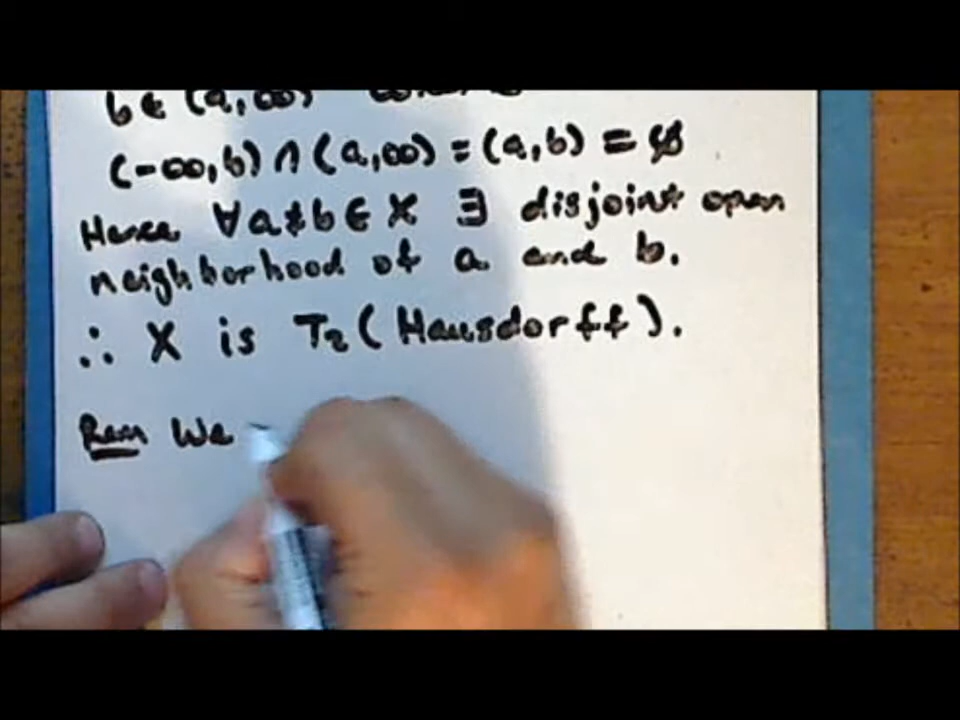 b ∈ (a,∞)
(-∞,b) ∩ (a,∞) = (a,b) = ∅
Hence ∀a≠b ∈ X ∃ disjoint open
neighborhood of a and b.
∴ X is T₂ (Hausdorff).
Rem We